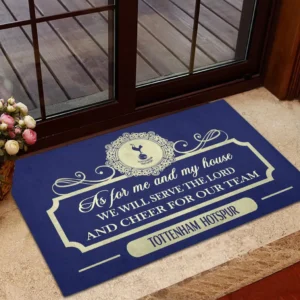 As for me and my house
WE WILL SERVE THE LORD
AND CHEER FOR OUR TEAM
TOTTENHAM HOTSPUR